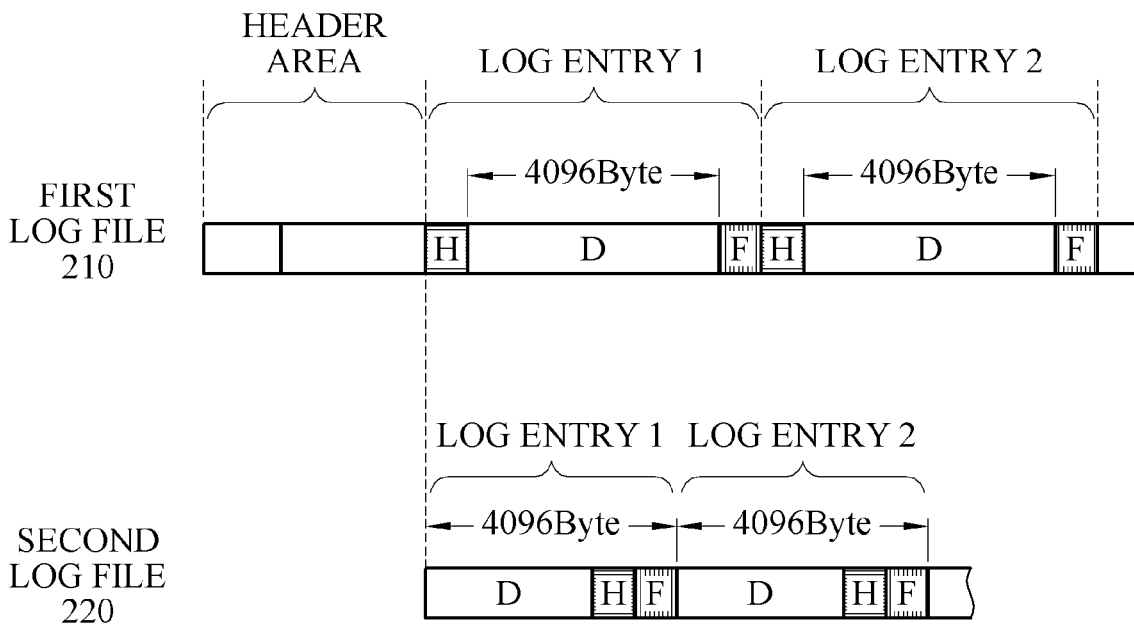 HEADER
AREA
LOG ENTRY 1
LOG ENTRY 2
4096Byte
4096Byte
FIRST
LOG FILE
210
H
D
F
H
D
F
LOG ENTRY 1
LOG ENTRY 2
4096Byte
4096Byte
SECOND
LOG FILE
220
D
H
F
D
H
F